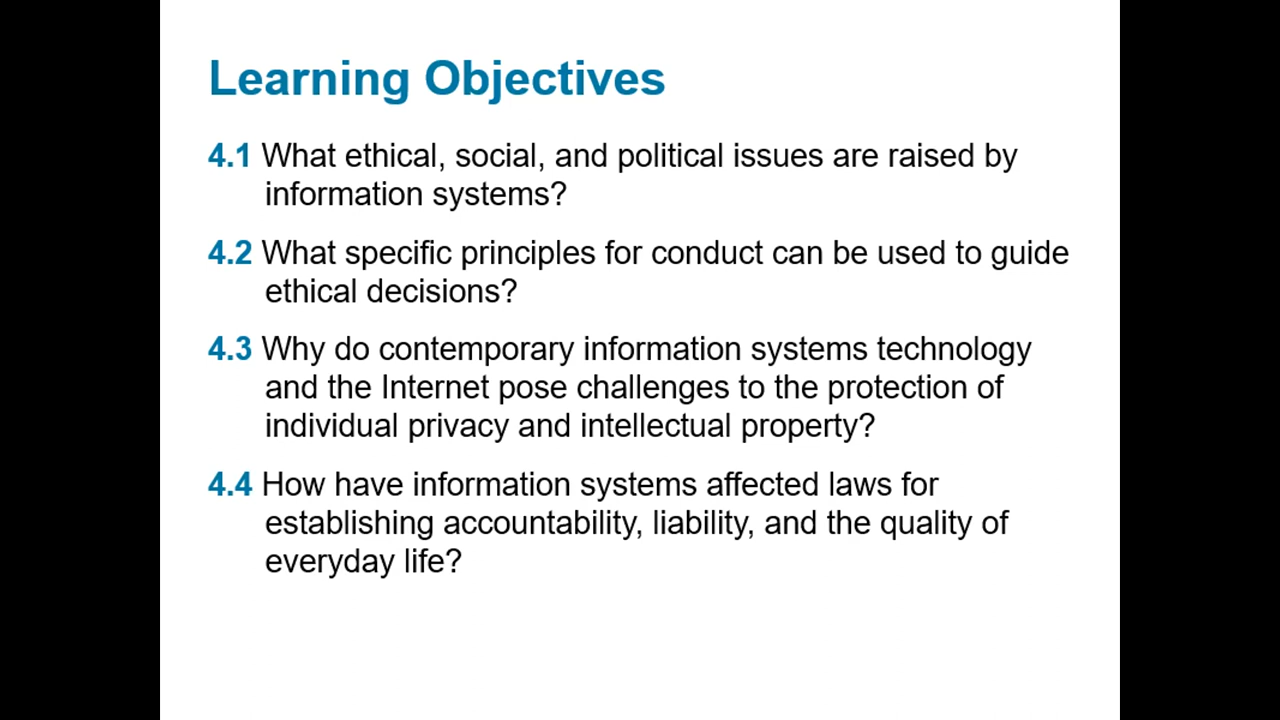 Learning Objectives
4.1 What ethical, social, and political issues are raised by
information systems?
4.2 What specific principles for conduct can be used to guide
ethical decisions?
4.3 Why do contemporary information systems technology
and the Internet pose challenges to the protection of
individual privacy and intellectual property?
4.4 How have information systems affected laws for
establishing accountability, liability, and the quality of
everyday life?